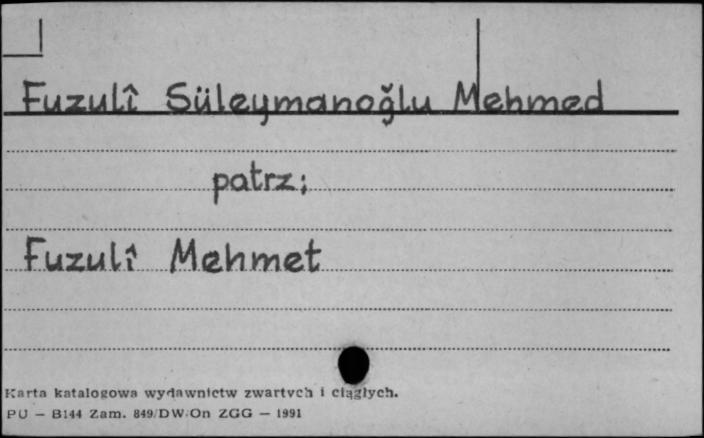 Fuzulî Süleymanoğlu Mehmed
patrz;
Fuzulî Mehmet
Karta katalogowa wydawnictw zwartych i ciągłych.
PU — B144 Zam. 849/DW/On ZGG — 1991